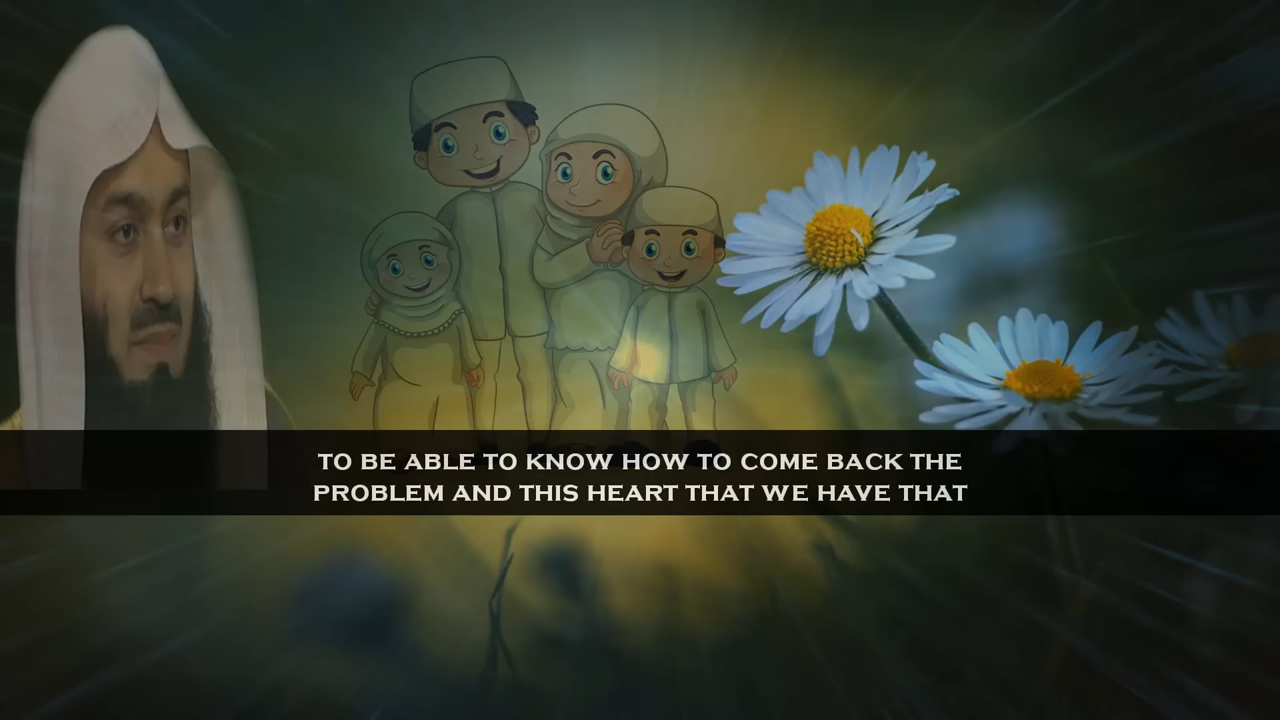 TO BE ABLE TO KNOW HOW TO COME BACK THE
PROBLEM AND THIS HEART THAT WE HAVE THAT